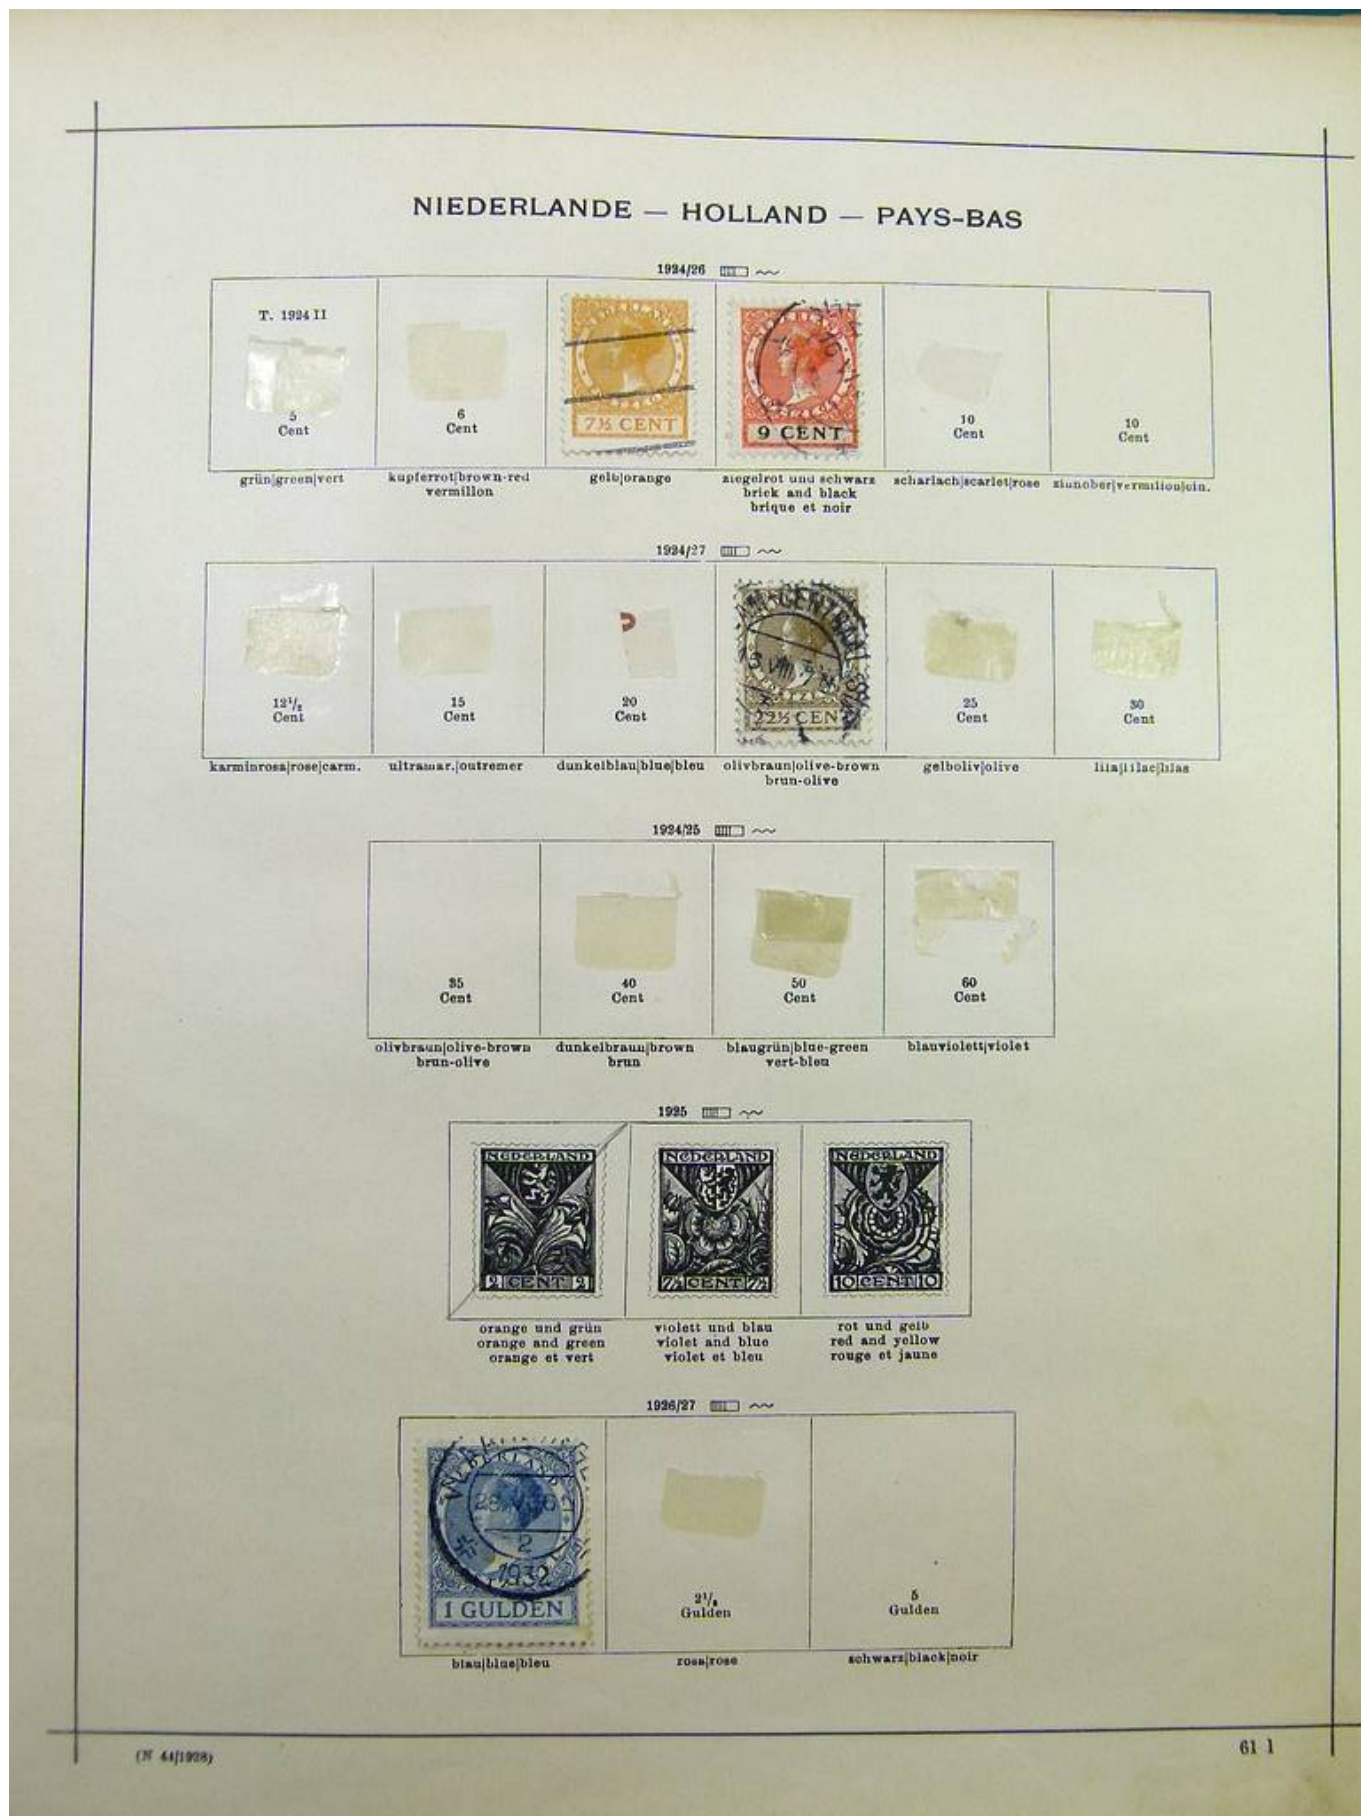 NIEDERLANDE — HOLLAND — PAYS-BAS
1924/26
T. 1924 II
5
Cent
6
Cent
7½ CENT
9 CENT
10
Cent
10
Cent
grün|green|vert
kupferrot|brown-red
vermillon
gelb|orange
ziegelrot und schwarz
brick and black
brique et noir
scharlach|scarlet|rose
zinnober|vermilion|cin.
1924/27
12½
Cent
15
Cent
20
Cent
22½ CEN
25
Cent
30
Cent
karminrosa|rose|carm.
ultramar.|outremer
dunkelblau|blue|bleu
olivbraun|olive-brown
brun-olive
gelboliv|olive
lila|lilac|lilas
1924/25
35
Cent
40
Cent
50
Cent
60
Cent
olivbraun|olive-brown
brun-olive
dunkelbraun|brown
brun
blaugrün|blue-green
vert-bleu
blauviolett|violet
1925
NEDERLAND
2 CENT 2
NEDERLAND
7½ CENT 7½
NEDERLAND
10 CENT 10
orange und grün
orange and green
orange et vert
violett und blau
violet and blue
violet et bleu
rot und gelb
red and yellow
rouge et jaune
1926/27
NEDERLAND
2
1932
1 GULDEN
2½
Gulden
5
Gulden
blau|blue|bleu
rosa|rose
schwarz|black|noir
(N 44/1928)
61 1